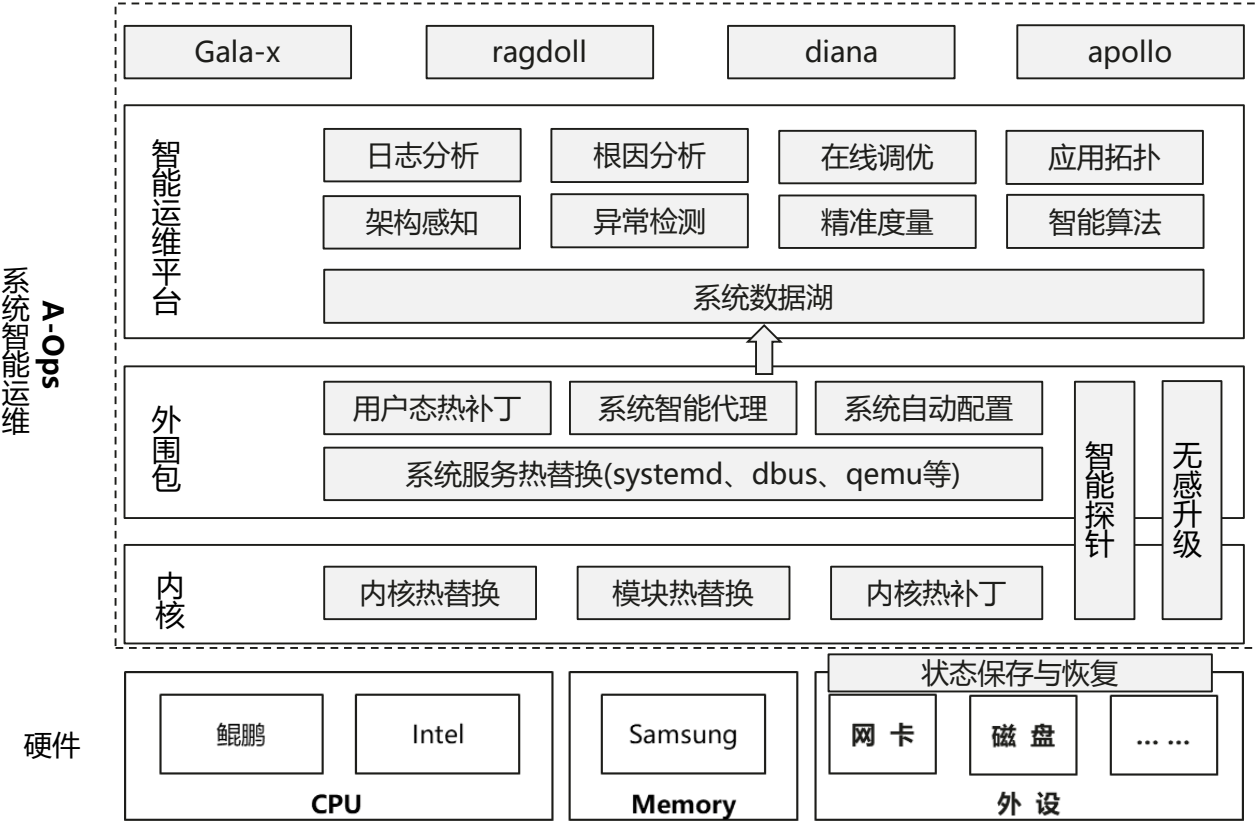 Gala-x
ragdoll
diana
apollo
智能运维平台
日志分析
根因分析
在线调优
应用拓扑
架构感知
异常检测
精准度量
智能算法
系统数据湖
A-Ops
系统智能运维
外围包
用户态热补丁
系统智能代理
系统自动配置
系统服务热替换(systemd、dbus、qemu等)
智能探针
无感升级
内核
内核热替换
模块热替换
内核热补丁
硬件
状态保存与恢复
鲲鹏
Intel
Samsung
网 卡
磁 盘
... ...
CPU
Memory
外 设